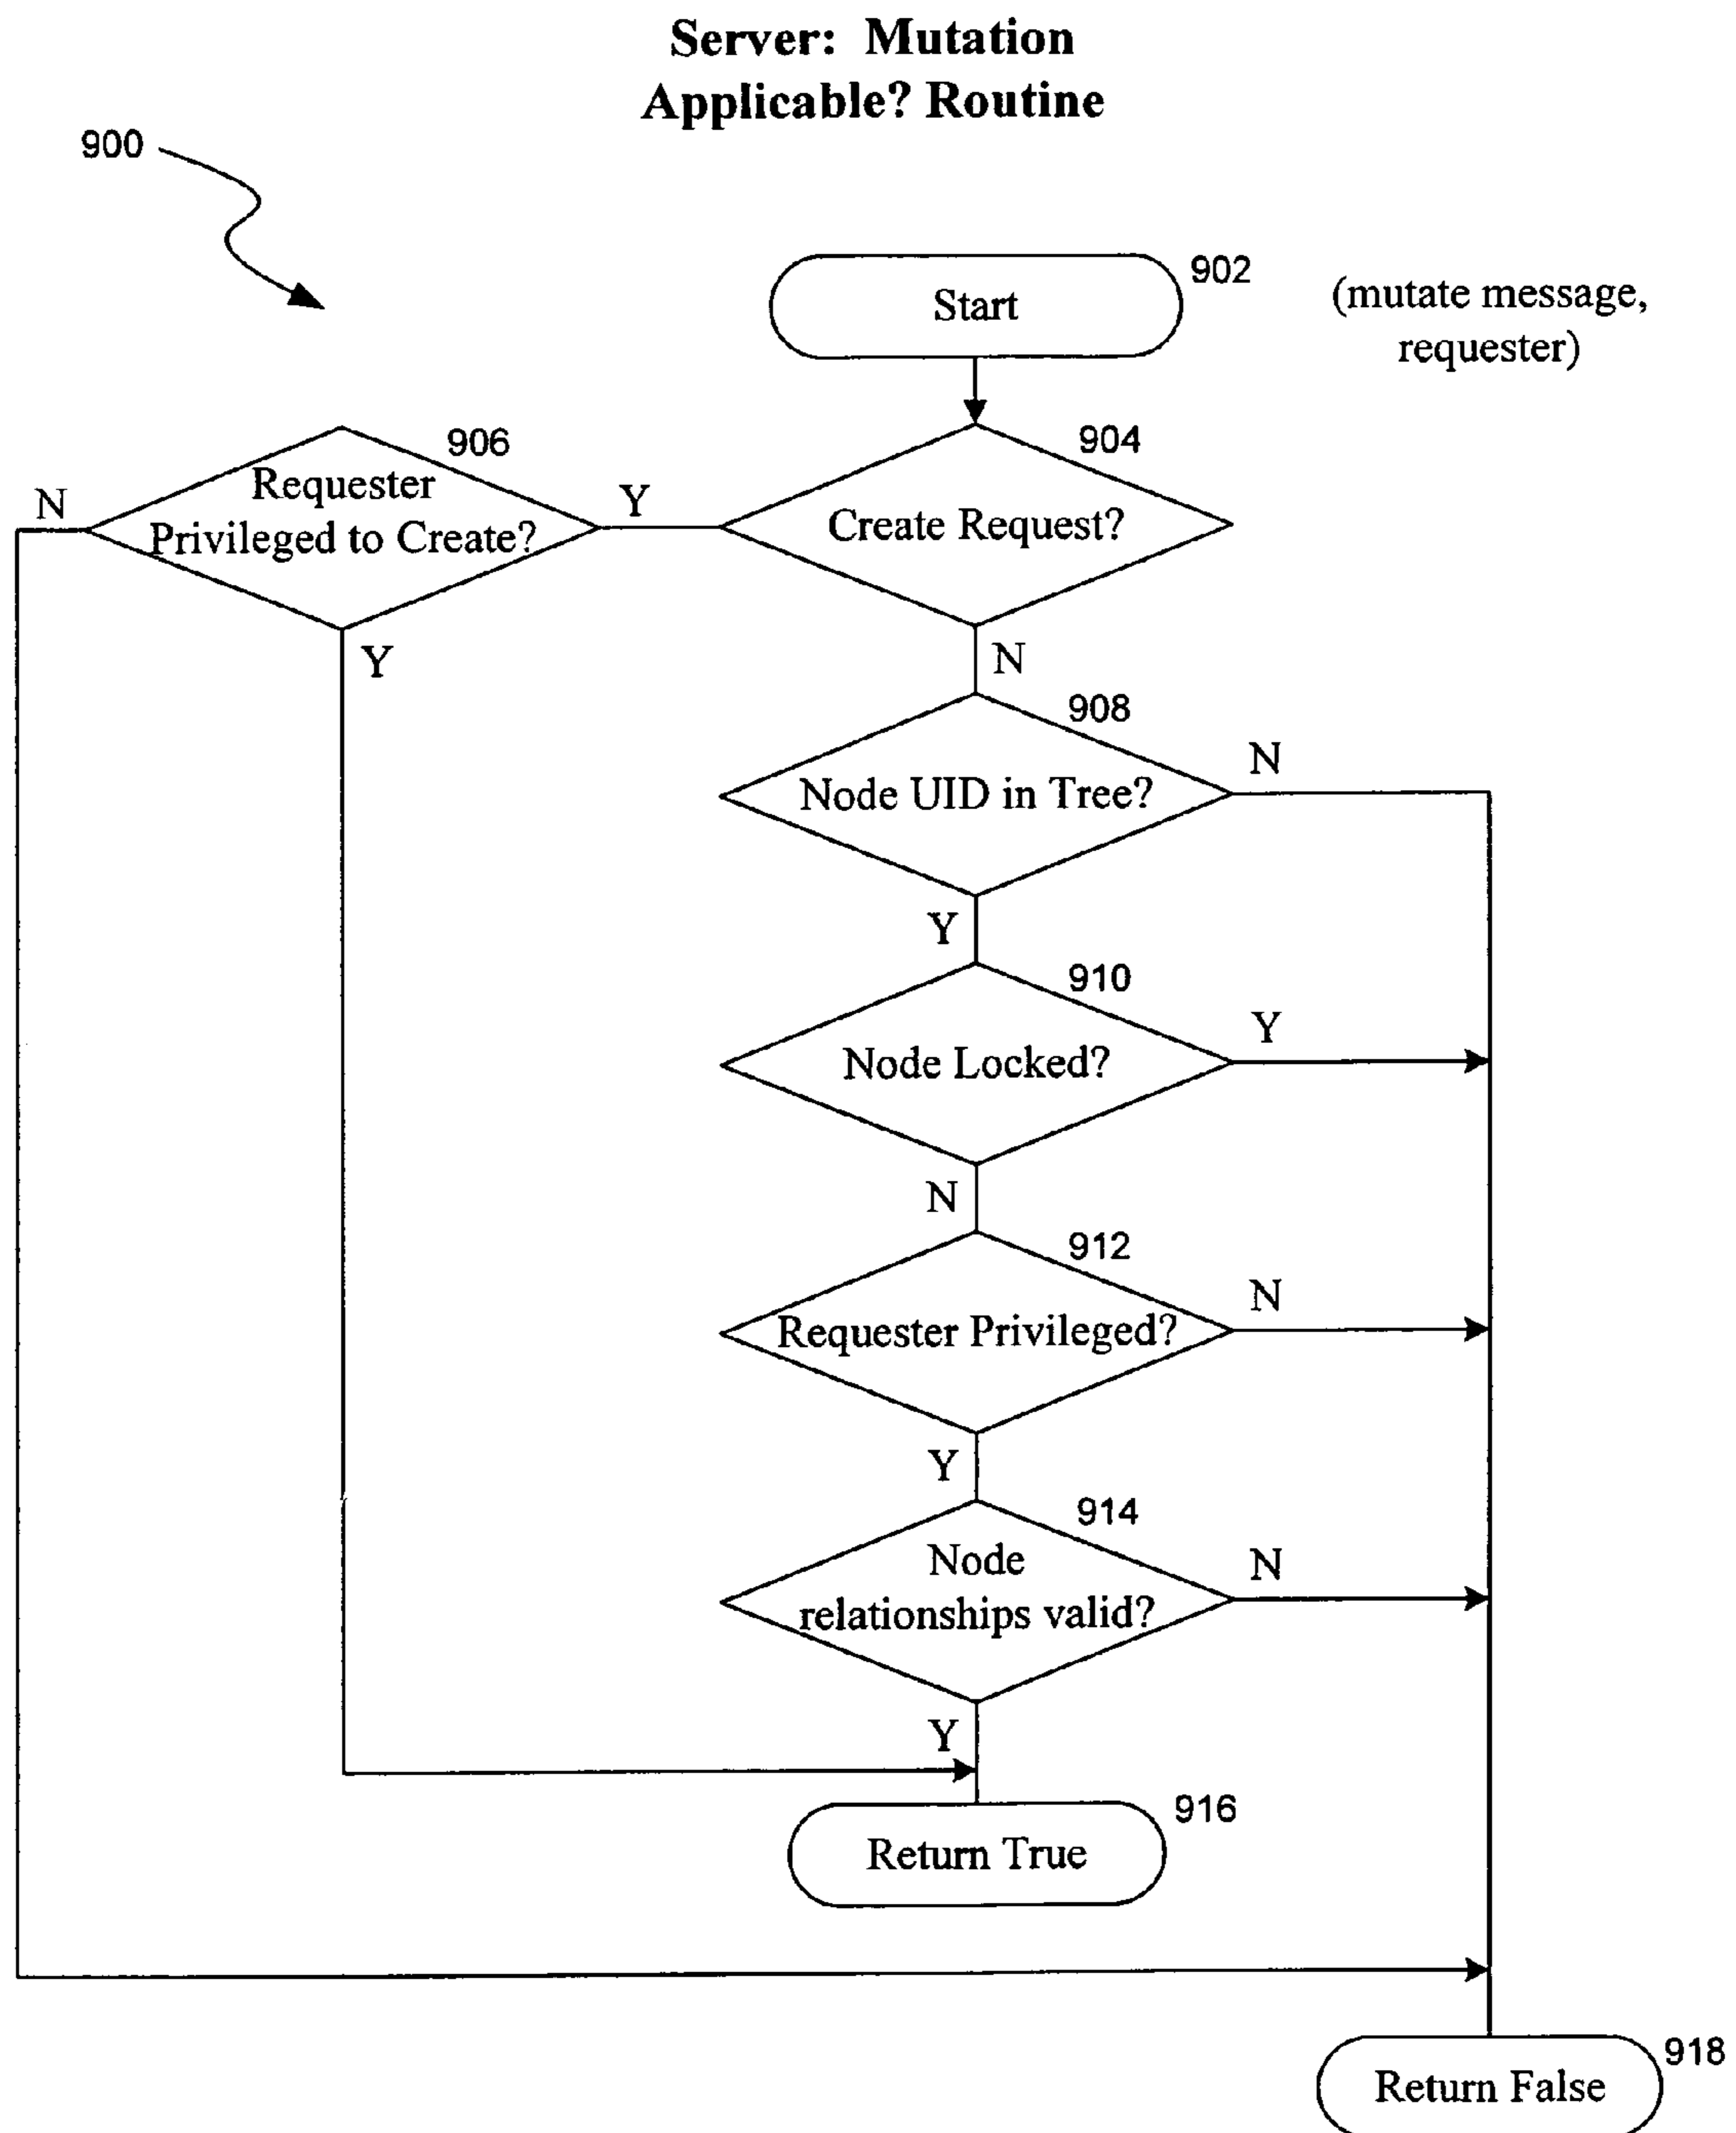 Server: Mutation
Applicable? Routine
900
902
Start
(mutate message,
requester)
906
904
Requester
Privileged to Create?
N
Y
Create Request?
Y
N
908
Node UID in Tree?
N
Y
910
Node Locked?
Y
N
912
Requester Privileged?
N
Y
914
Node
relationships valid?
N
Y
916
Return True
918
Return False